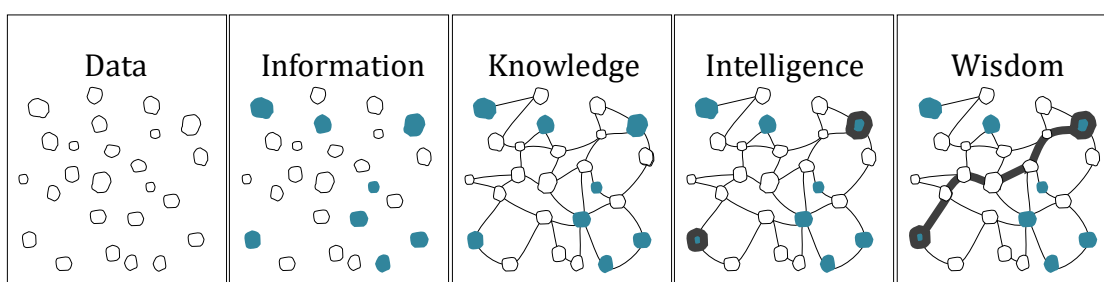 Data
Information
Knowledge
Intelligence
Wisdom